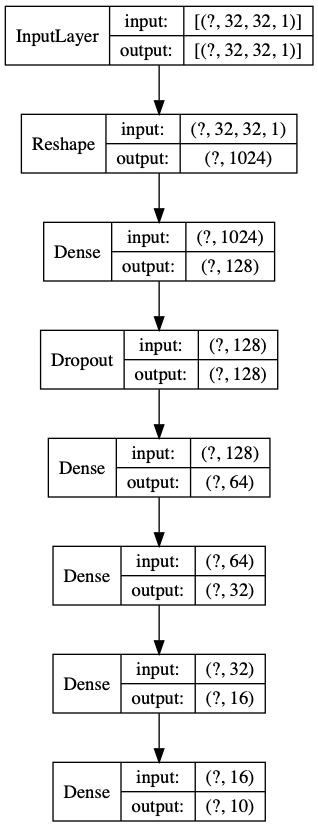 InputLayer
input: [(?, 32, 32, 1)]
output: [(?, 32, 32, 1)]
Reshape
input: (?, 32, 32, 1)
output: (?, 1024)
Dense
input: (?, 1024)
output: (?, 128)
Dropout
input: (?, 128)
output: (?, 128)
Dense
input: (?, 128)
output: (?, 64)
Dense
input: (?, 64)
output: (?, 32)
Dense
input: (?, 32)
output: (?, 16)
Dense
input: (?, 16)
output: (?, 10)